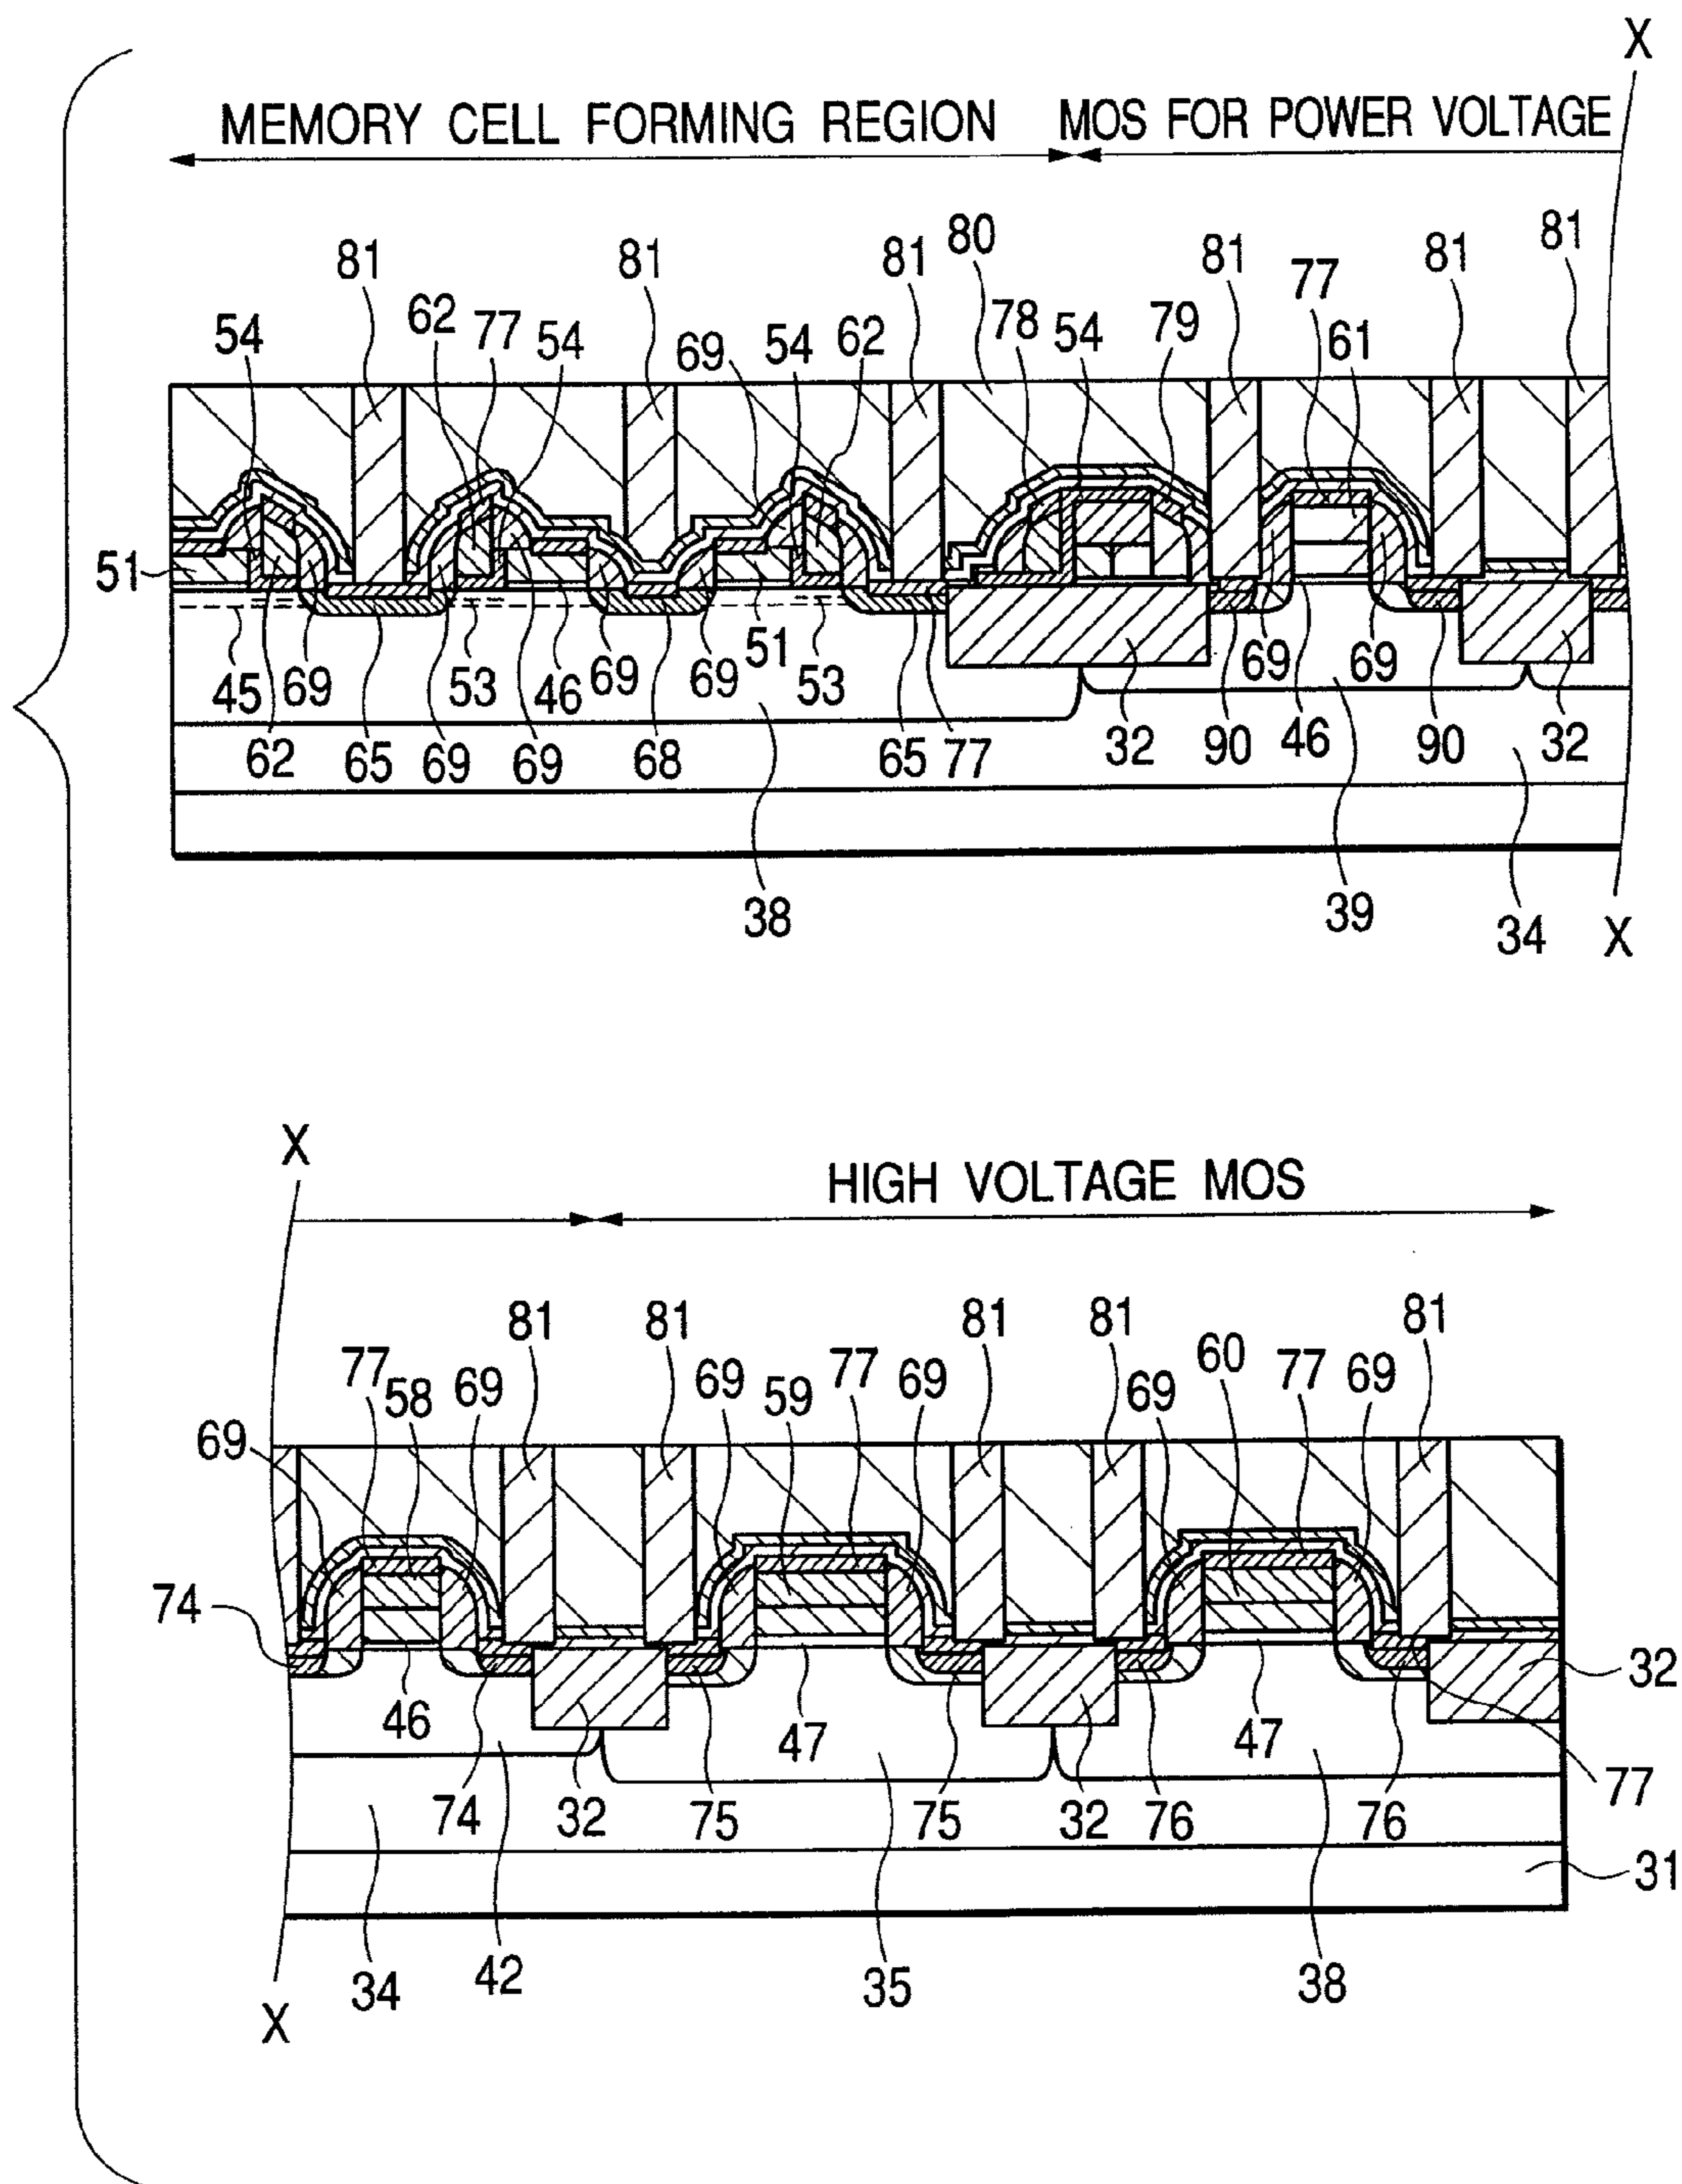 X
MEMORY CELL FORMING REGION MOS FOR POWER VOLTAGE
81 81 81 80 81 77 81 81
54 62 77 54 69 54 62 78 54 79 61
51
45 69 53 46 69 69 51 53 69 69
62 65 69 69 68 65 77 32 90 46 90 32
38 39 34
X
X
HIGH VOLTAGE MOS
81 81 81 81 81
69 77 58 69 69 59 77 69 69 60 77 69
74
46 47 47 32
74 32 75 75 32 76 76 77
31
34 42 35 38
X